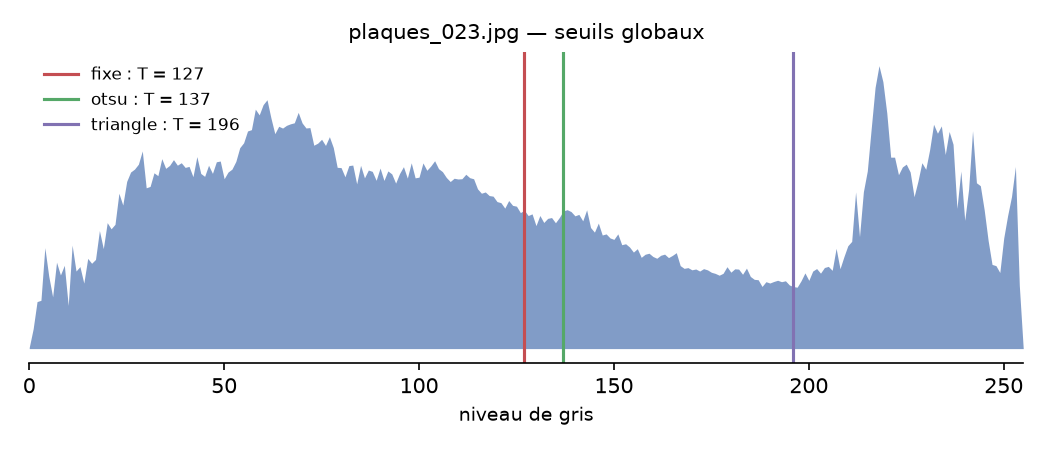 plaques_023.jpg — seuils globaux
fixe : T = 127
otsu : T = 137
triangle : T = 196
0 50 100 150 200 250
niveau de gris